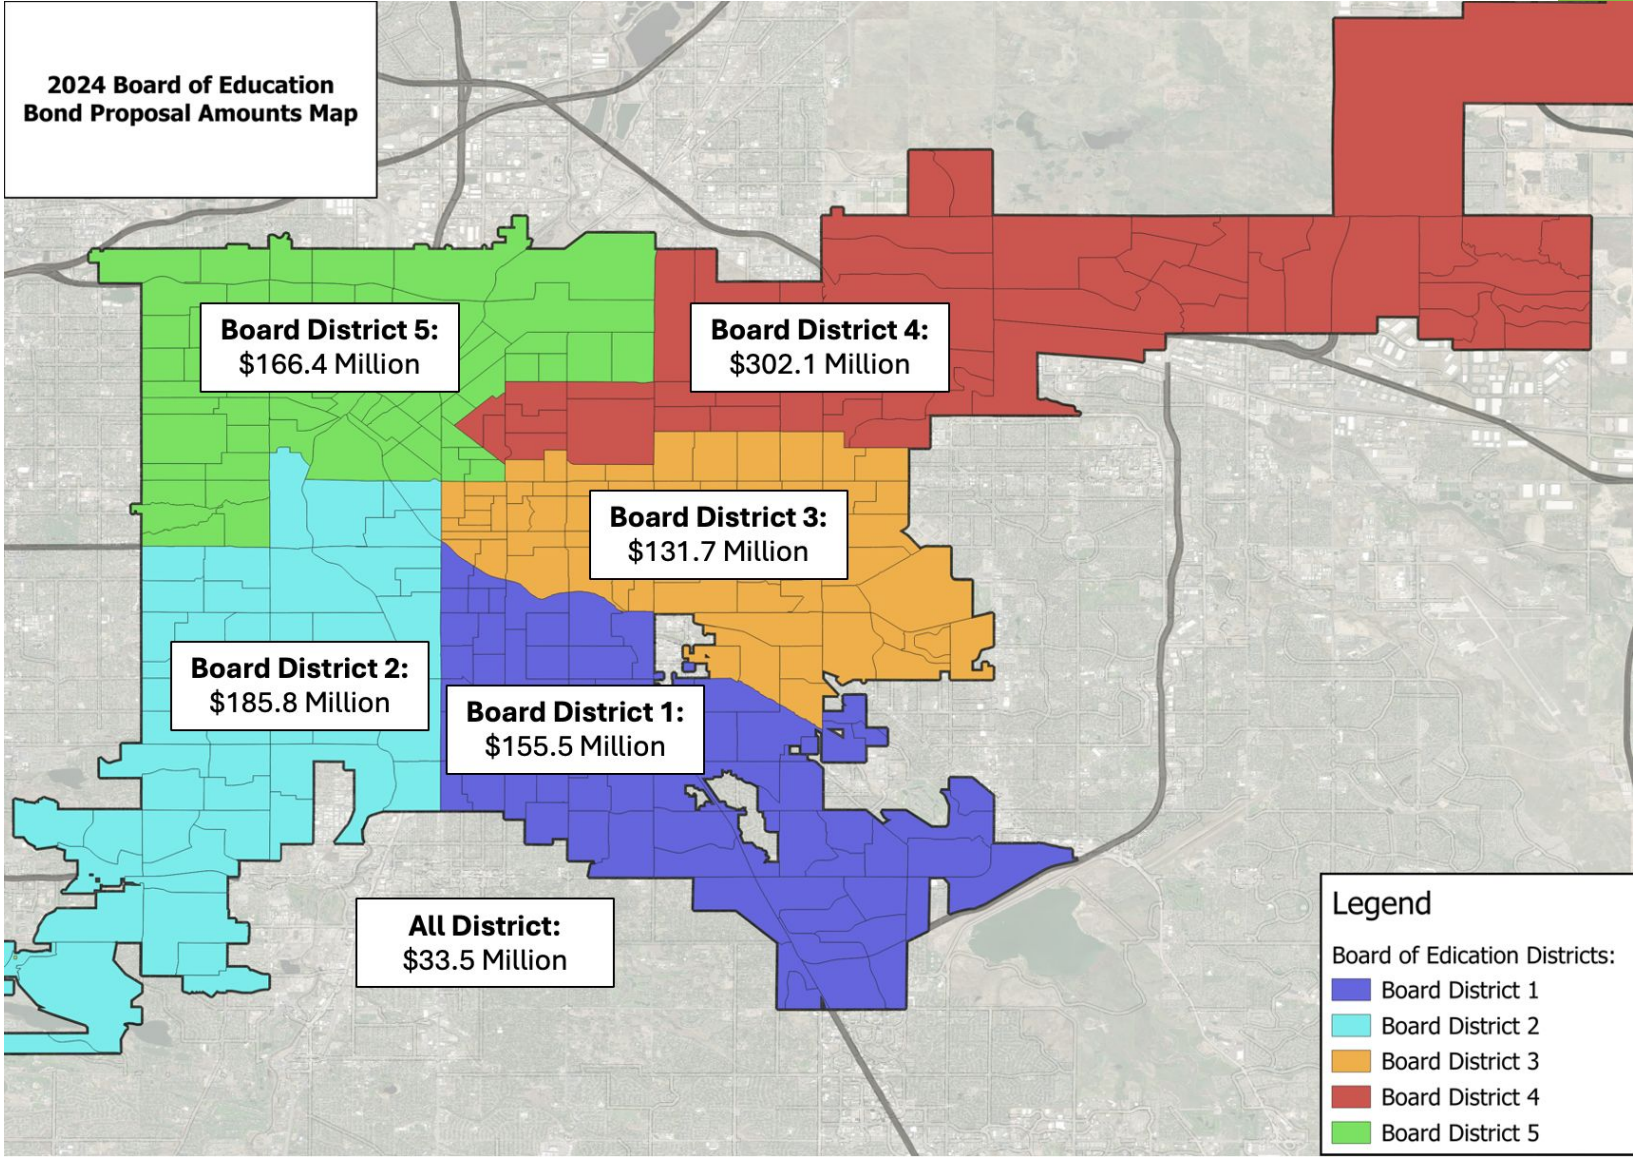 2024 Board of Education
Bond Proposal Amounts Map
Board District 5:
$166.4 Million
Board District 4:
$302.1 Million
Board District 3:
$131.7 Million
Board District 2:
$185.8 Million
Board District 1:
$155.5 Million
All District:
$33.5 Million
Legend
Board of Edication Districts:
Board District 1
Board District 2
Board District 3
Board District 4
Board District 5